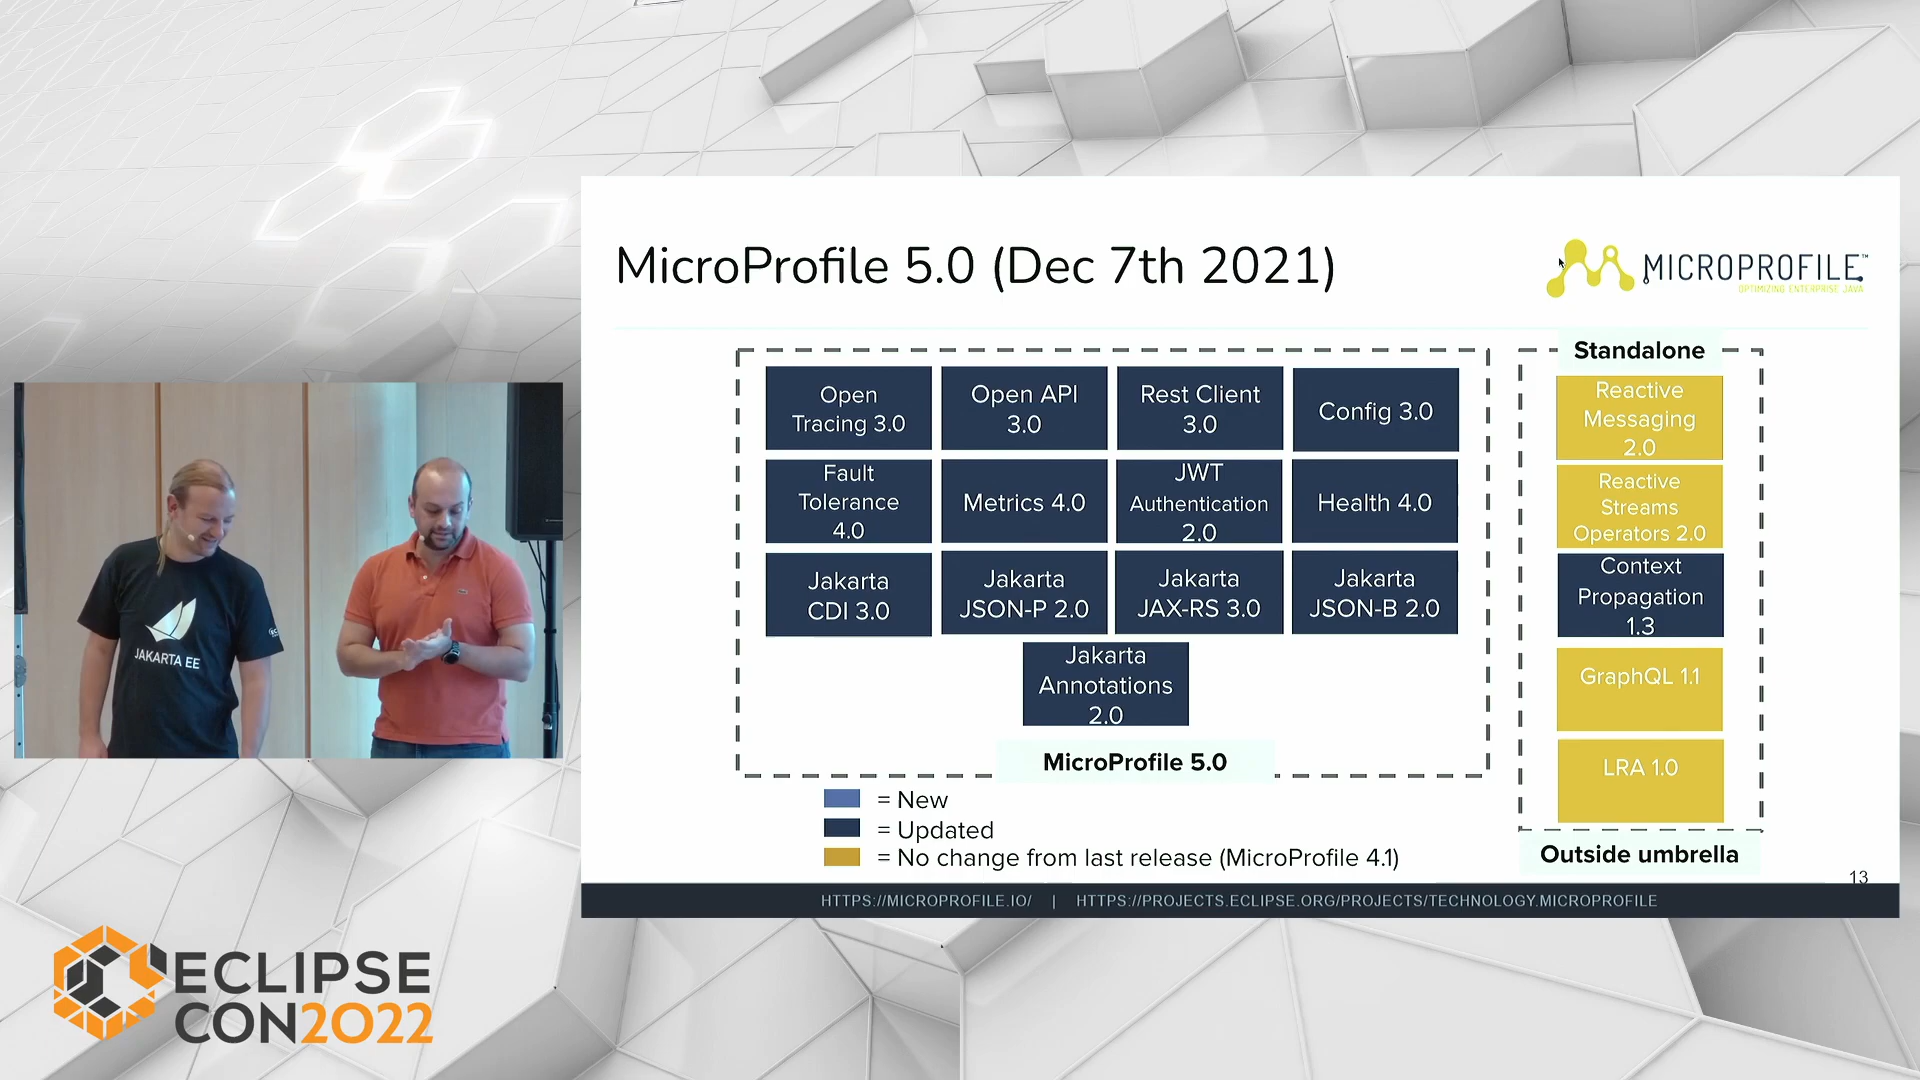 MicroProfile 5.0 (Dec 7th 2021)
MICROPROFILE™
OPTIMIZING ENTERPRISE JAVA
Open
Tracing 3.0
Open API
3.0
Rest Client
3.0
Config 3.0
Fault
Tolerance
4.0
Metrics 4.0
JWT
Authentication
2.0
Health 4.0
Jakarta
CDI 3.0
Jakarta
JSON-P 2.0
Jakarta
JAX-RS 3.0
Jakarta
JSON-B 2.0
Jakarta
Annotations
2.0
MicroProfile 5.0
Standalone
Reactive
Messaging
2.0
Reactive
Streams
Operators 2.0
Context
Propagation
1.3
GraphQL 1.1
LRA 1.0
Outside umbrella
= New
= Updated
= No change from last release (MicroProfile 4.1)
13
HTTPS://MICROPROFILE.IO/ | HTTPS://PROJECTS.ECLIPSE.ORG/PROJECTS/TECHNOLOGY.MICROPROFILE
JAKARTA EE
ECLIPSE
CON2022